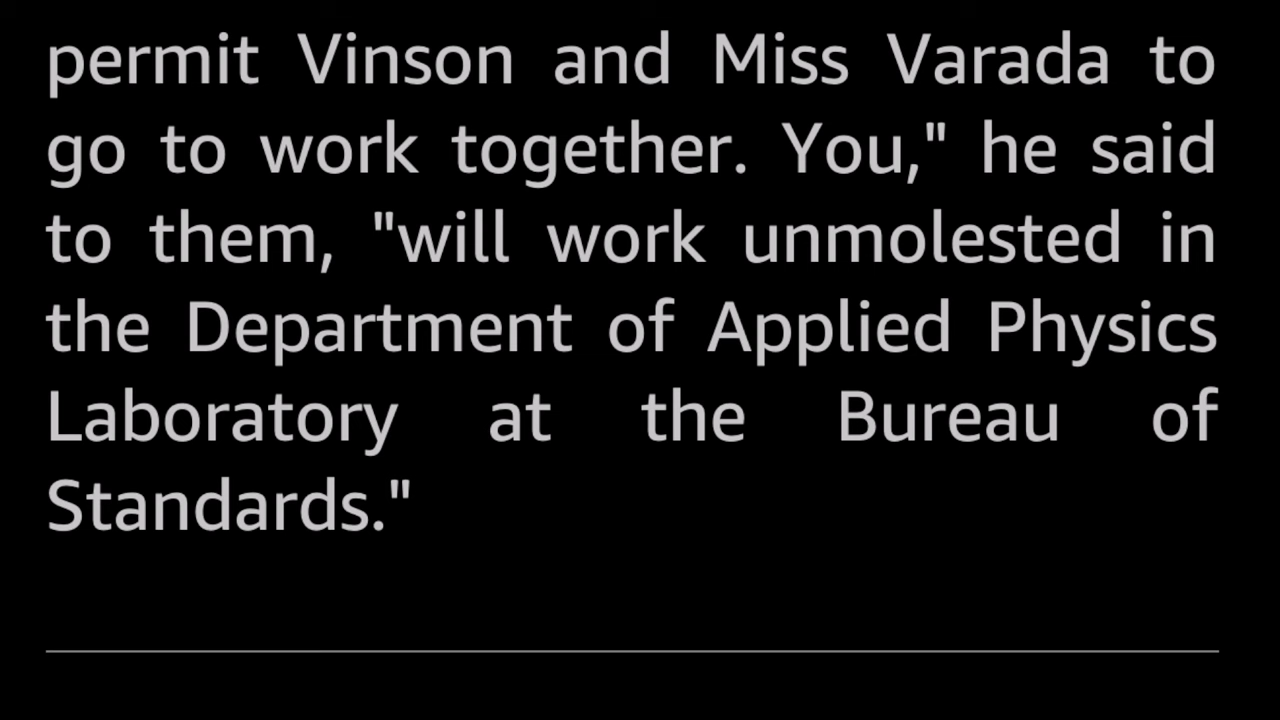 permit Vinson and Miss Varada to
go to work together. You," he said
to them, "will work unmolested in
the Department of Applied Physics
Laboratory at the Bureau of
Standards."